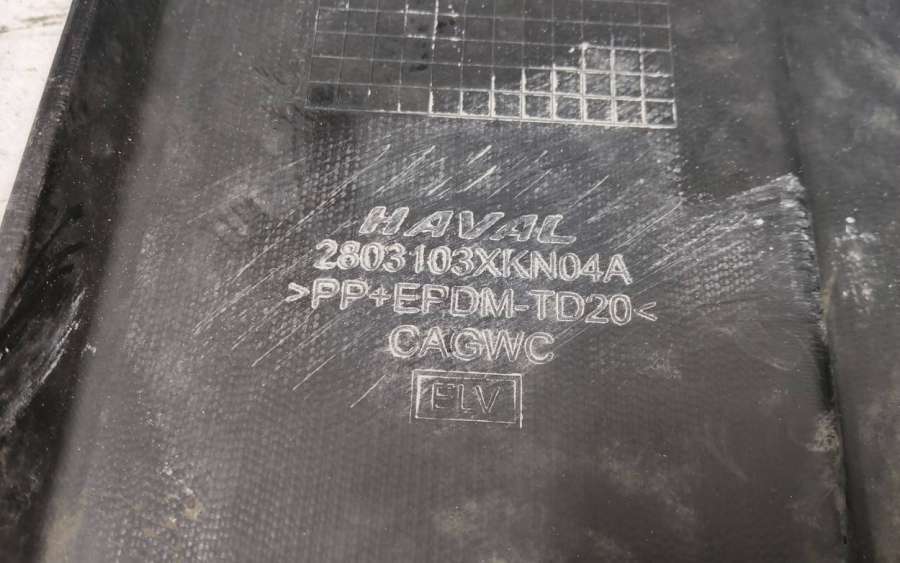 HAVAL
2803103XKN04A
>PP+EPDM-TD20<
CAGWC
ELV